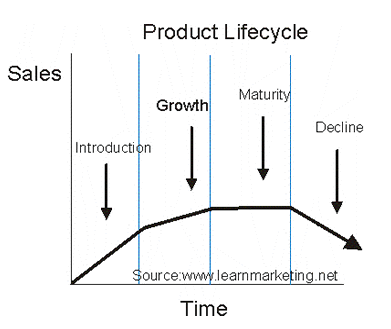 Product Lifecycle
Sales
Introduction
Growth
Maturity
Decline
Source:www.learnmarketing.net
Time